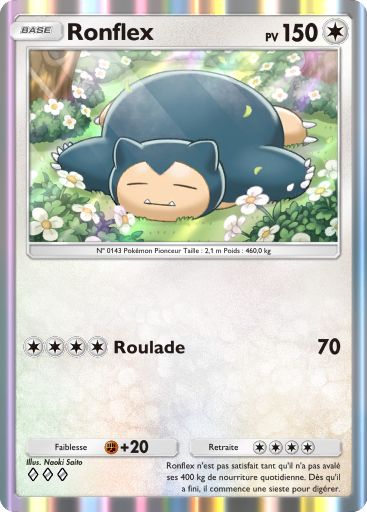 BASE Ronflex PV 150
N° 0143 Pokémon Pionceur Taille : 2,1 m Poids : 460,0 kg
Roulade 70
Faiblesse +20 Retraite
Illus. Naoki Saito
Ronflex n'est pas satisfait tant qu'il n'a pas avalé
ses 400 kg de nourriture quotidienne. Dès qu'il
a fini, il commence une sieste pour digérer.